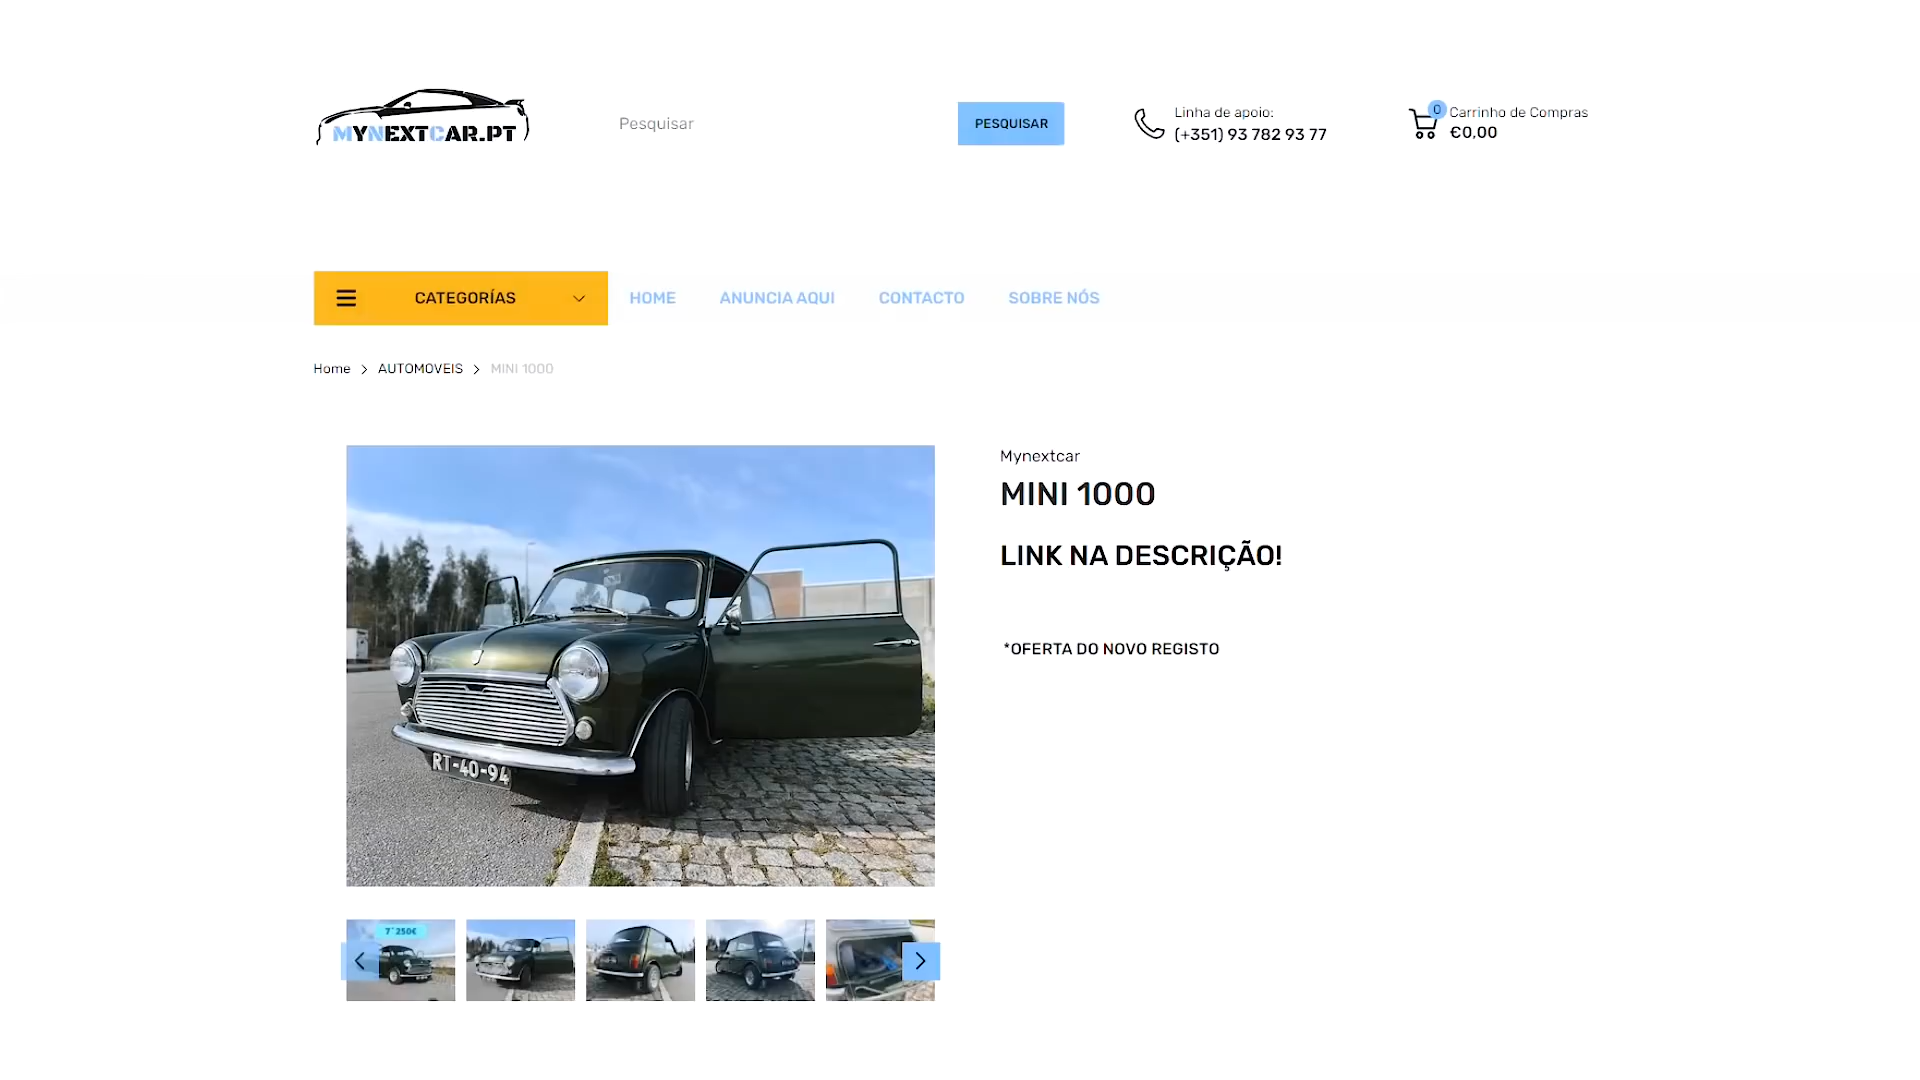 MYNEXTCAR.PT
Pesquisar
PESQUISAR
Linha de apoio:
(+351) 93 782 93 77
0
Carrinho de Compras
€0,00
CATEGORÍAS
HOME
ANUNCIA AQUI
CONTACTO
SOBRE NÓS
Home > AUTOMOVEIS > MINI 1000
Mynextcar
MINI 1000
LINK NA DESCRIÇÃO!
*OFERTA DO NOVO REGISTO
RT-40-94
7´250€